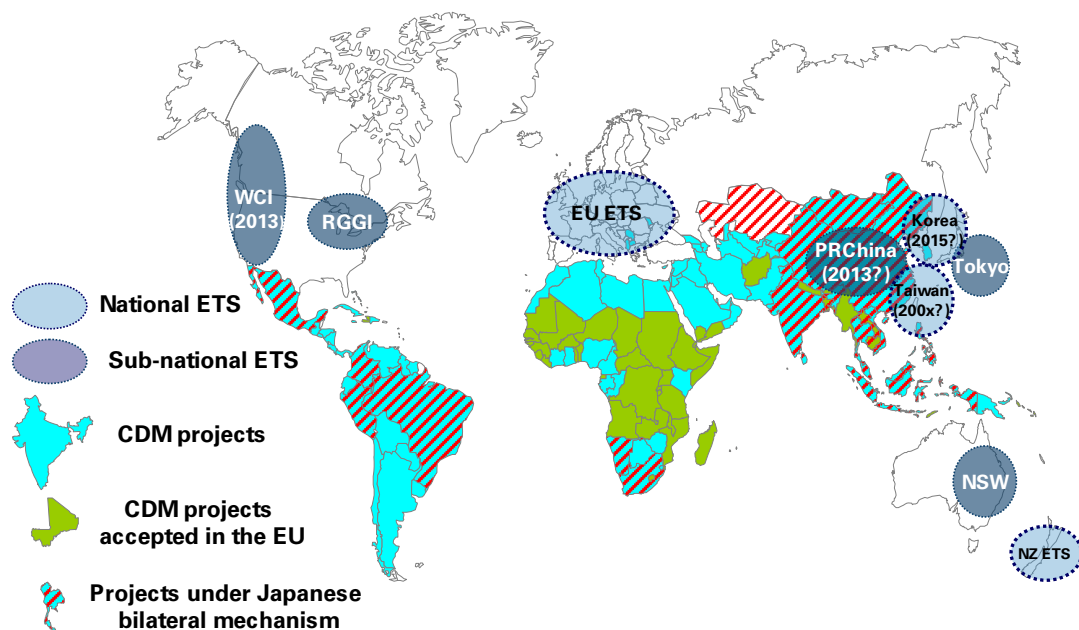 WCI
(2013)
RGGI
EU ETS
PRChina
(2013?)
Korea
(2015?)
Tokyo
Taiwan
(200x?)
NSW
NZ ETS
National ETS
Sub-national ETS
CDM projects
CDM projects
accepted in the EU
Projects under Japanese
bilateral mechanism